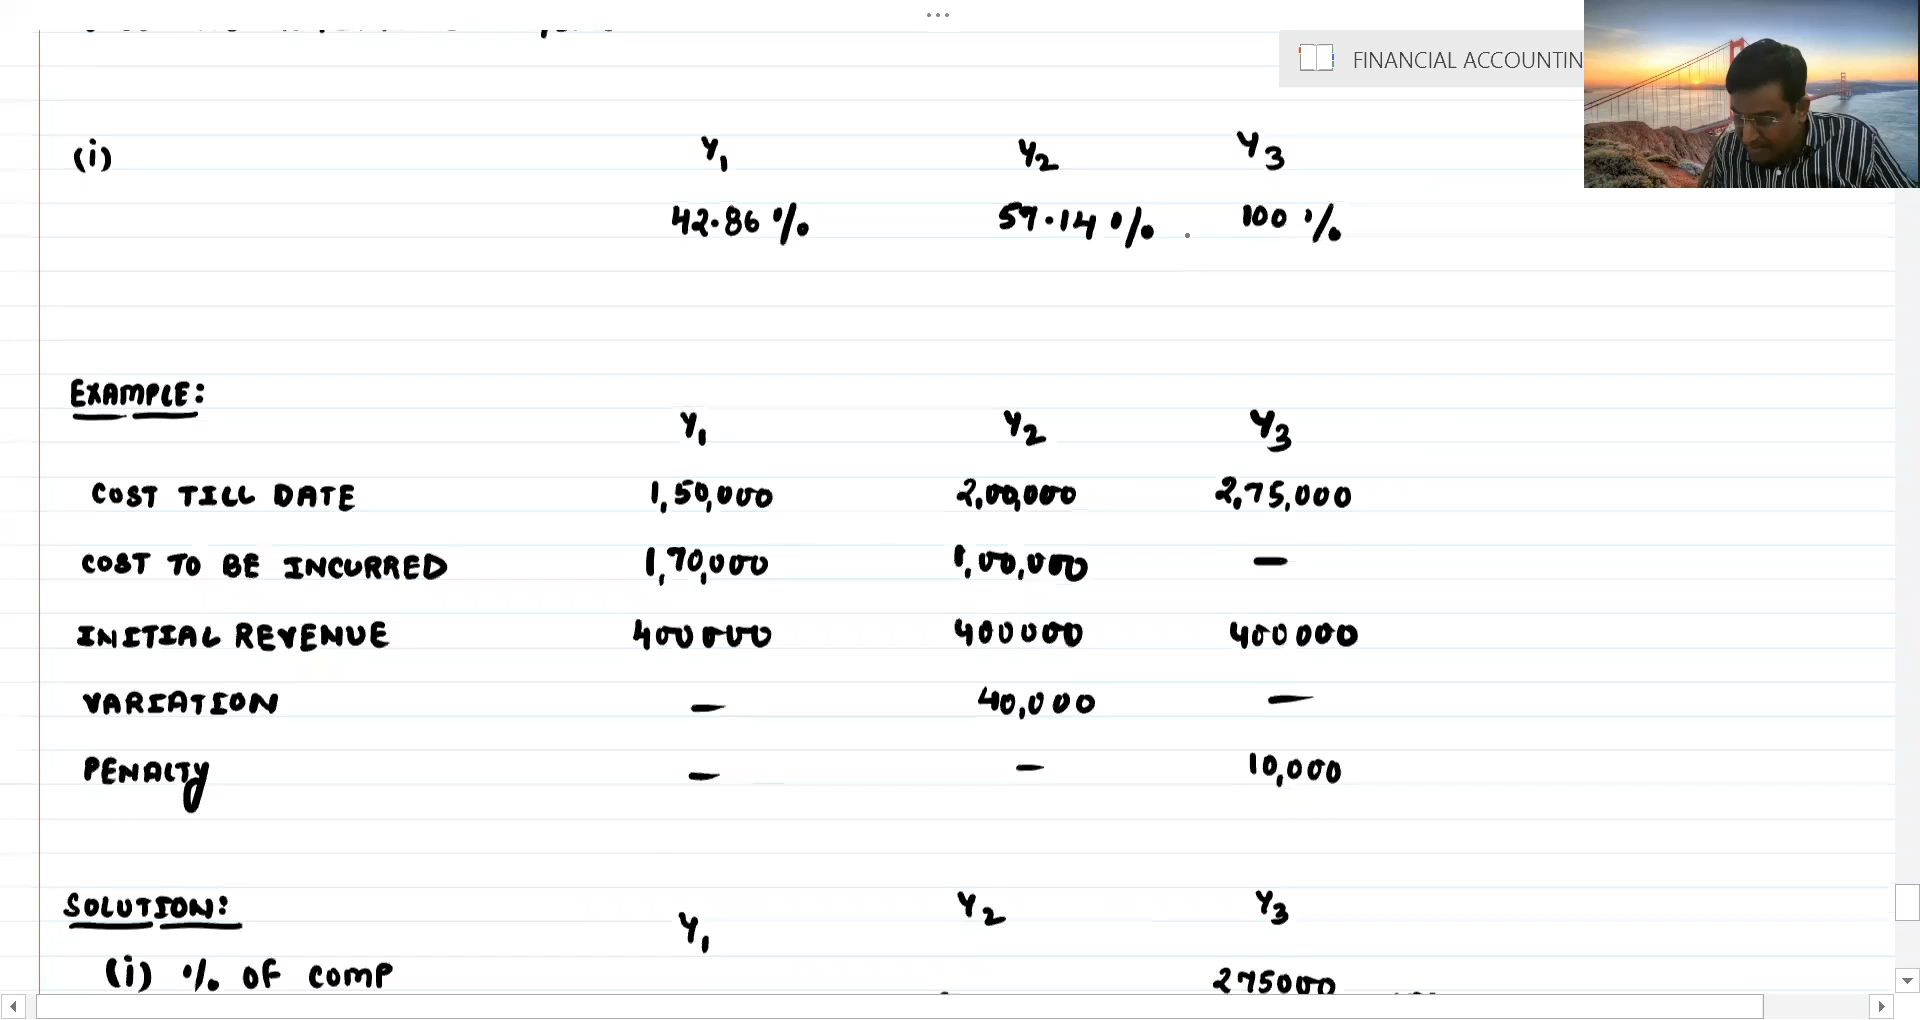 ...
FINANCIAL ACCOUNTIN
(i) Y1 Y2 Y3
42.86 % 57.14 % 100 %
EXAMPLE:
Y1 Y2 Y3
COST TILL DATE 1,50,000 2,00,000 2,75,000
COST TO BE INCURRED 1,70,000 1,00,000 —
INITIAL REVENUE 400000 400000 400000
VARIATION — 40,000 —
PENALTY — — 10,000
SOLUTION: Y1 Y2 Y3
(i) % OF COMP 275000